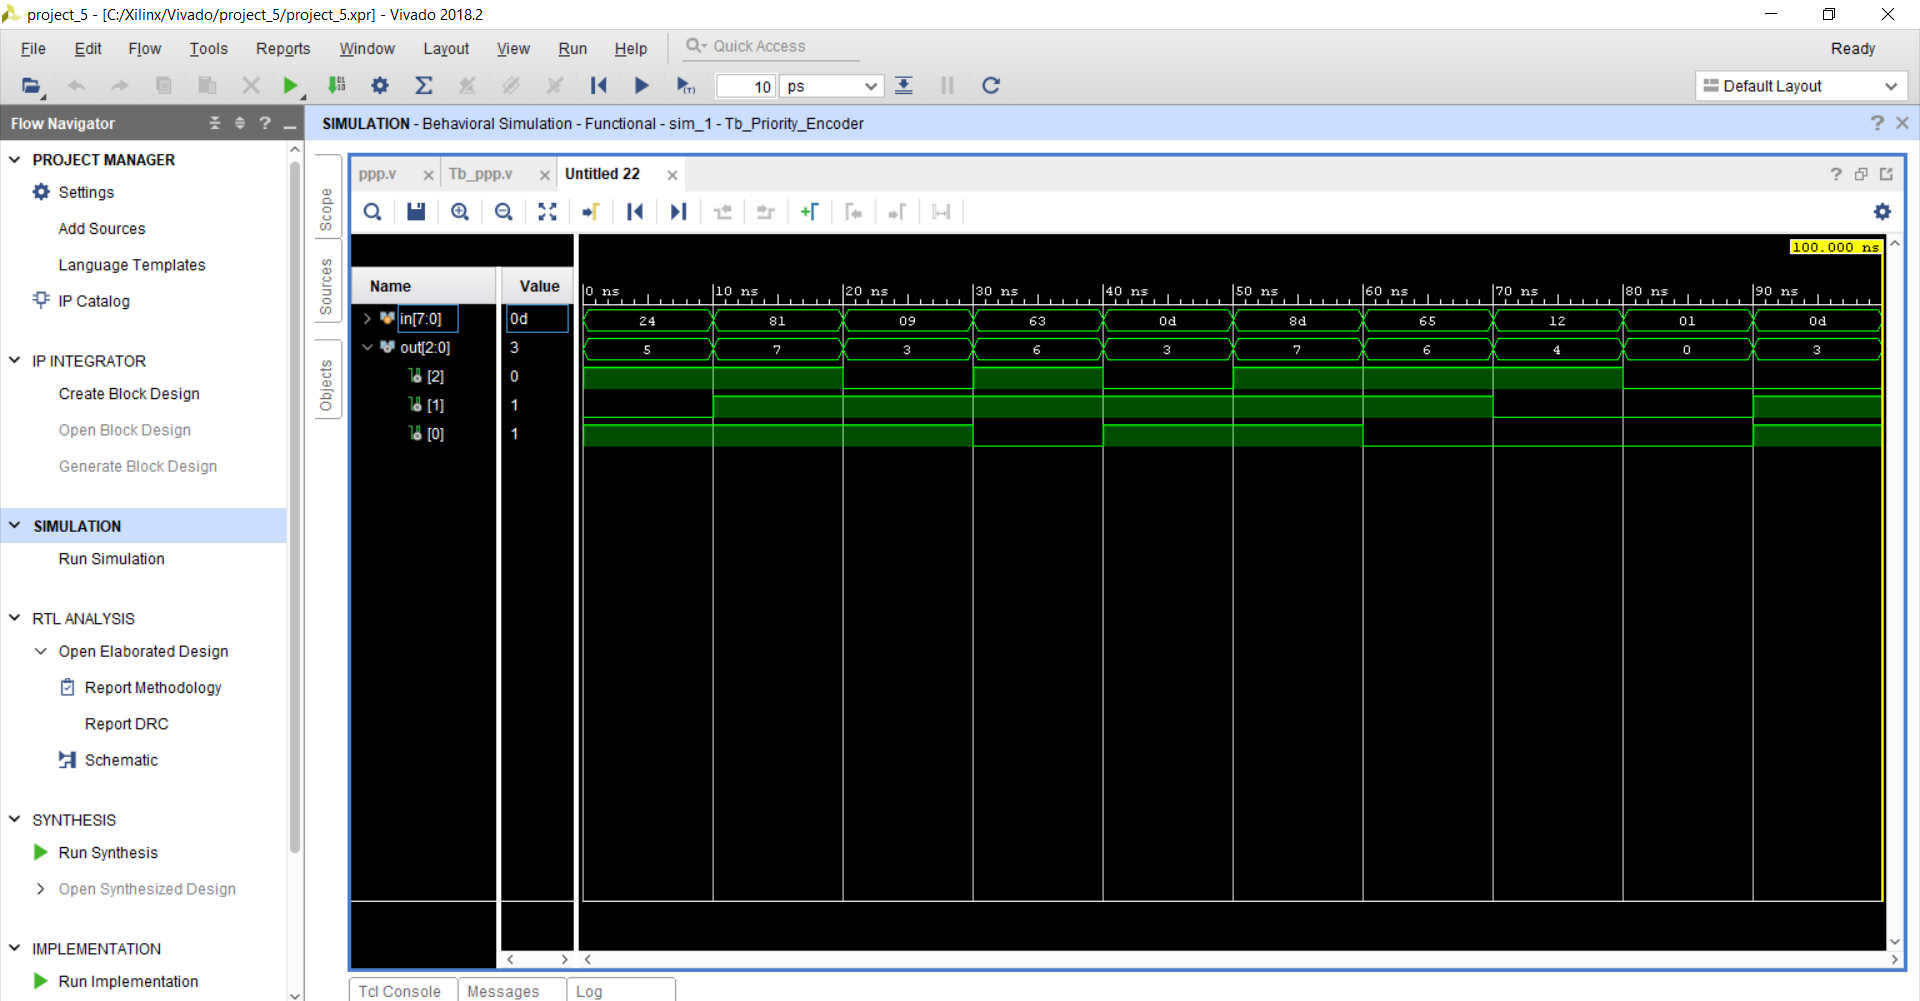 project_5 - [C:/Xilinx/Vivado/project_5/project_5.xpr] - Vivado 2018.2
File Edit Flow Tools Reports Window Layout View Run Help Quick Access Ready
10 ps Default Layout
Flow Navigator
SIMULATION - Behavioral Simulation - Functional - sim_1 - Tb_Priority_Encoder
PROJECT MANAGER
Settings
Add Sources
Language Templates
IP Catalog
IP INTEGRATOR
Create Block Design
Open Block Design
Generate Block Design
SIMULATION
Run Simulation
RTL ANALYSIS
Open Elaborated Design
Report Methodology
Report DRC
Schematic
SYNTHESIS
Run Synthesis
Open Synthesized Design
IMPLEMENTATION
Run Implementation
Scope
Sources
Objects
ppp.v Tb_ppp.v Untitled 22
100.000 ns
Name Value 0 ns 10 ns 20 ns 30 ns 40 ns 50 ns 60 ns 70 ns 80 ns 90 ns
in[7:0] 0d 24 81 09 63 0d 8d 65 12 01 0d
out[2:0] 3 5 7 3 6 3 7 6 4 0 3
[2] 0
[1] 1
[0] 1
Tcl Console Messages Log